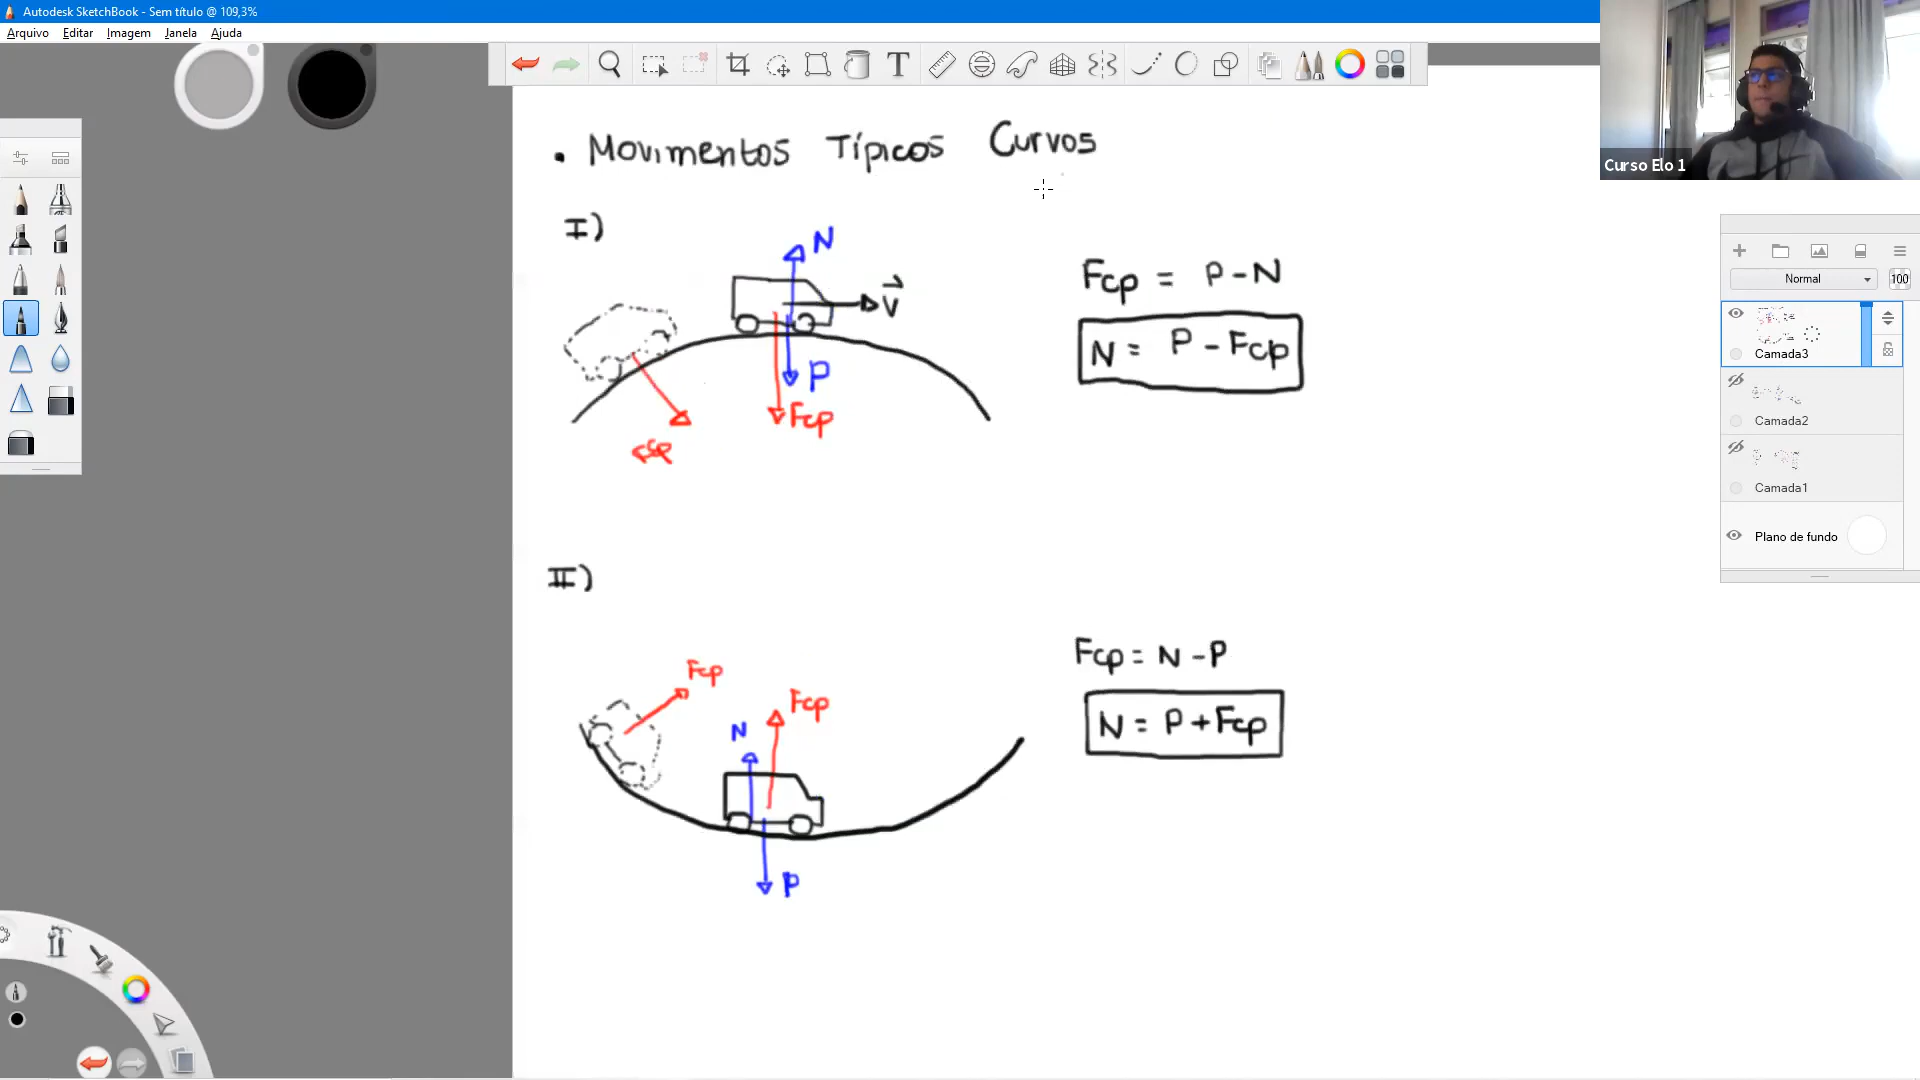 Autodesk SketchBook - Sem título @ 109,3%
Arquivo Editar Imagem Janela Ajuda
Curso Elo 1
• Movimentos Típicos Curvos
I)
N
V
P
Fcp
Fcp = P - N
N = P - Fcp
II)
Fcp
Fcp
N
P
Fcp = N - P
N = P + Fcp
Normal 100
Camada3
Camada2
Camada1
Plano de fundo